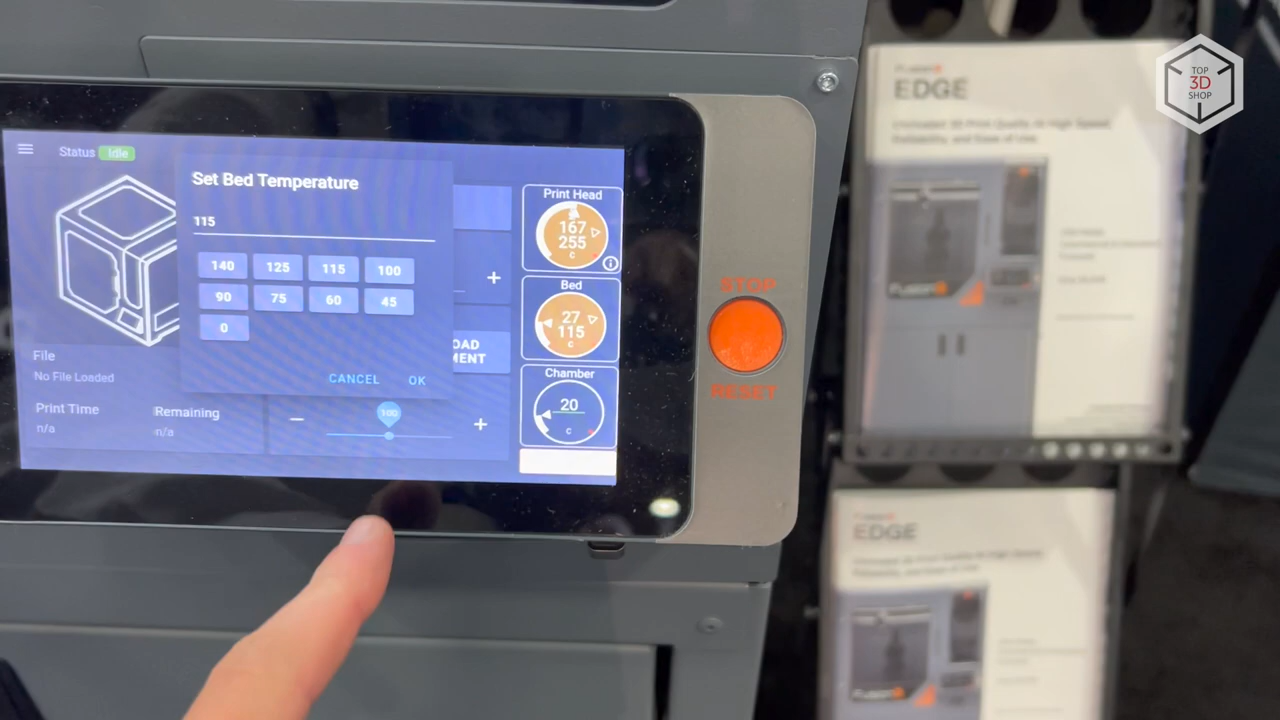 TOP
3D
SHOP
EDGE
Status Idle
Set Bed Temperature
115
140 125 115 100
90 75 60 45
0
CANCEL OK
File
No File Loaded
Print Time
n/a
Remaining
n/a
100
Print Head
167
255
c
Bed
27
115
c
Chamber
20
c
STOP
RESET
EDGE